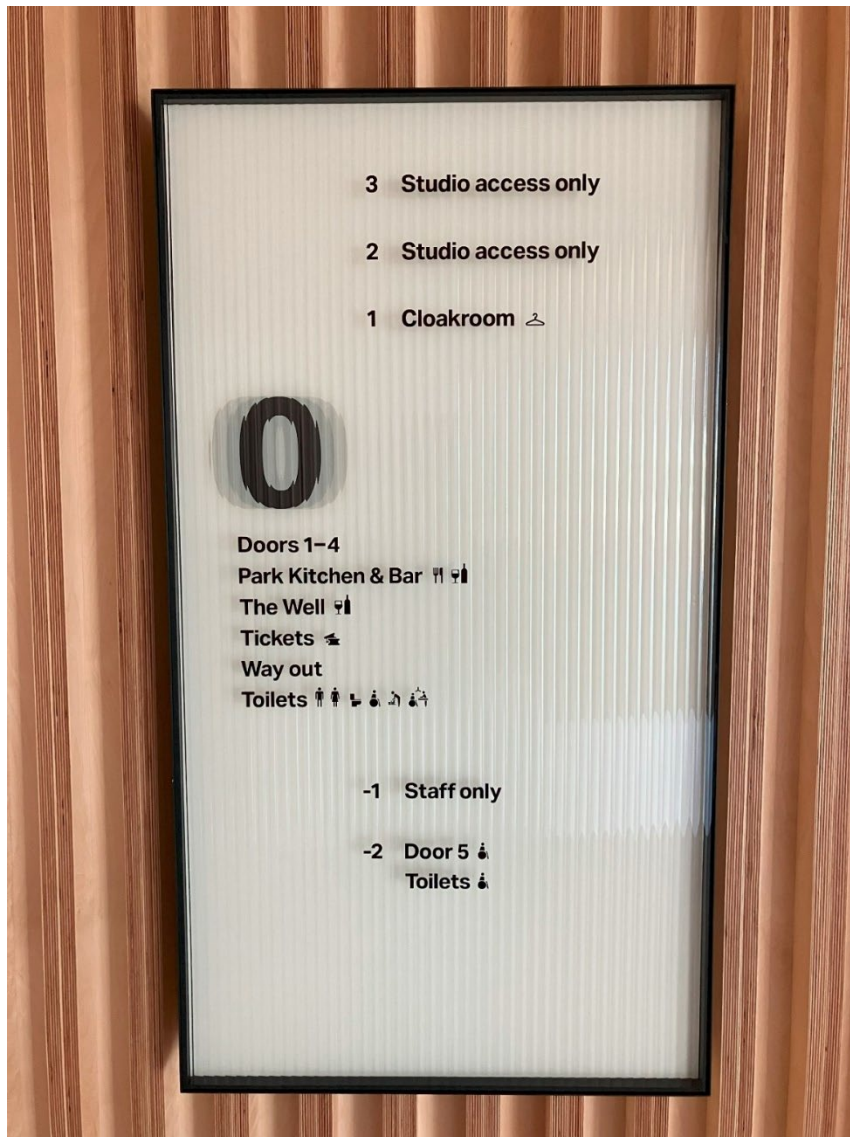 3 Studio access only
2 Studio access only
1 Cloakroom
0
Doors 1–4
Park Kitchen & Bar
The Well
Tickets
Way out
Toilets
-1 Staff only
-2 Door 5
Toilets